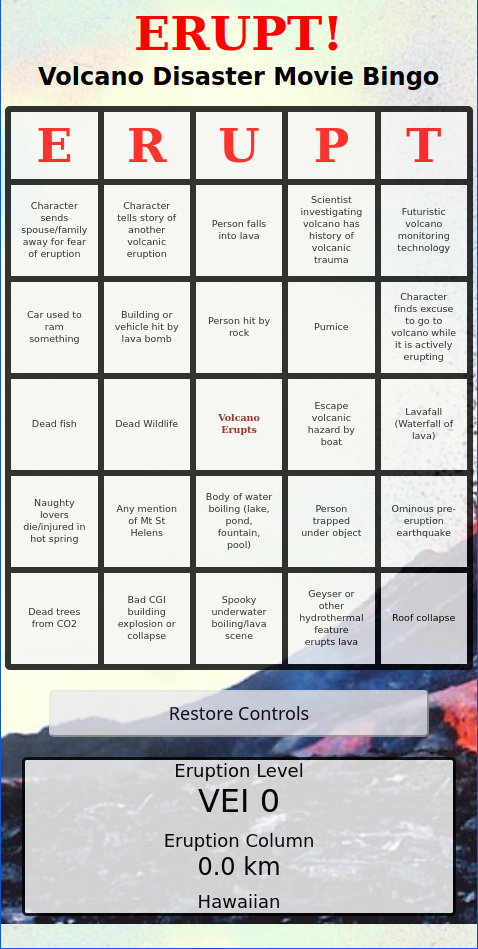 ERUPT!
Volcano Disaster Movie Bingo
E R U P T
Character
sends
spouse/family
away for fear
of eruption
Character
tells story of
another
volcanic
eruption
Person falls
into lava
Scientist
investigating
volcano has
history of
volcanic
trauma
Futuristic
volcano
monitoring
technology
Car used to
ram
something
Building or
vehicle hit by
lava bomb
Person hit by
rock
Pumice
Character
finds excuse
to go to
volcano while
it is actively
erupting
Dead fish
Dead Wildlife
Volcano
Erupts
Escape
volcanic
hazard by
boat
Lavafall
(Waterfall of
lava)
Naughty
lovers
die/injured in
hot spring
Any mention
of Mt St
Helens
Body of water
boiling (lake,
pond,
fountain,
pool)
Person
trapped
under object
Ominous pre-
eruption
earthquake
Dead trees
from CO2
Bad CGI
building
explosion or
collapse
Spooky
underwater
boiling/lava
scene
Geyser or
other
hydrothermal
feature
erupts lava
Roof collapse
Restore Controls
Eruption Level
VEI 0
Eruption Column
0.0 km
Hawaiian